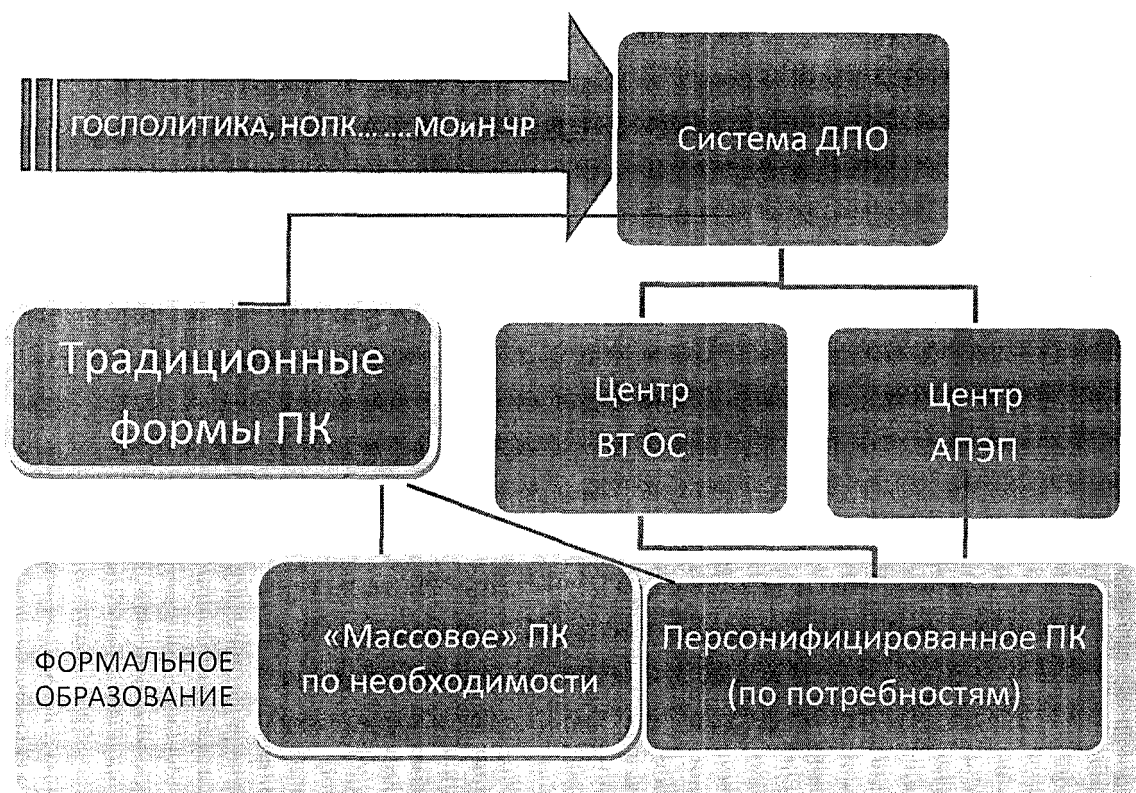 ГОСПОЛИТИКА, НОПК... ....МОиН ЧР
Система ДПО
Традиционные
формы ПК
Центр
ВТ ОС
Центр
АПЭП
ФОРМАЛЬНОЕ
ОБРАЗОВАНИЕ
«Массовое» ПК
по необходимости
Персонифицированное ПК
(по потребностям)